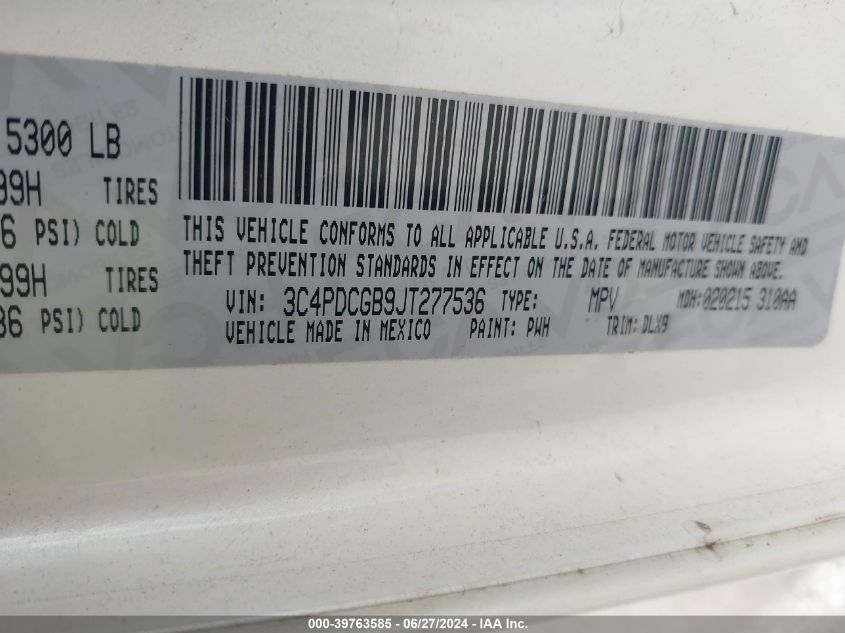 5300 LB
99H TIRES
6 PSI) COLD
99H TIRES
36 PSI) COLD
THIS VEHICLE CONFORMS TO ALL APPLICABLE U.S.A. FEDERAL MOTOR VEHICLE SAFETY AND
THEFT PREVENTION STANDARDS IN EFFECT ON THE DATE OF MANUFACTURE SHOWN ABOVE.
VIN: 3C4PDCGB9JT277536 TYPE: MPV MDH:020215 310AA
VEHICLE MADE IN MEXICO PAINT: PWH TRIM: DLX9
000-39763585 - 06/27/2024 - IAA Inc.